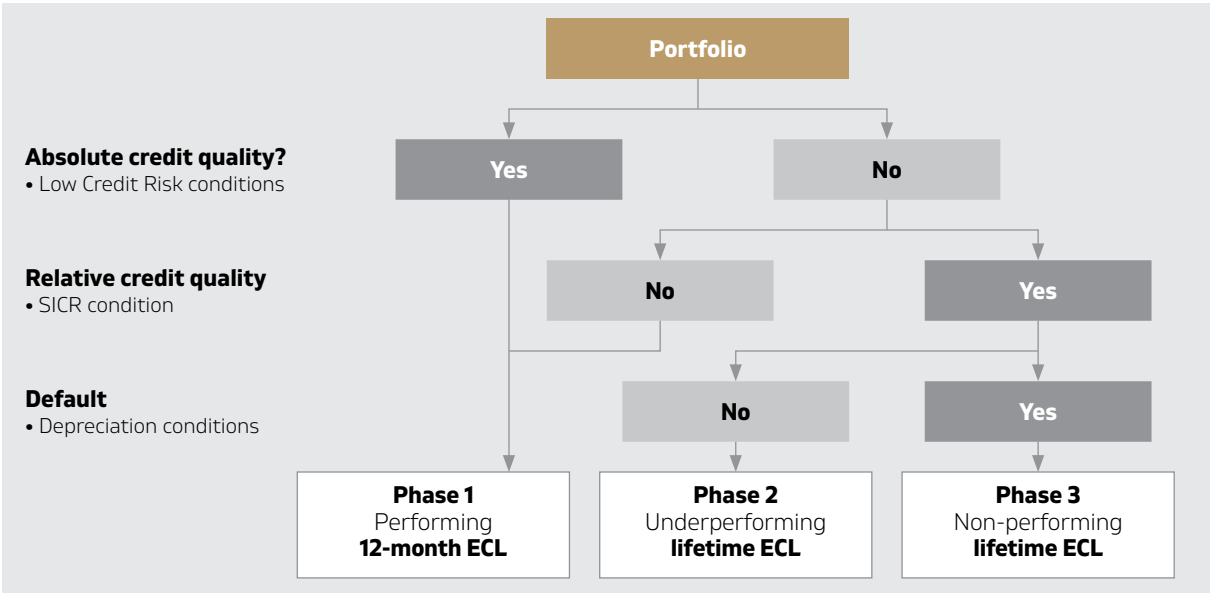 Portfolio
Absolute credit quality?
• Low Credit Risk conditions
Yes
No
Relative credit quality
• SICR condition
No
Yes
Default
• Depreciation conditions
No
Yes
Phase 1
Performing
12-month ECL
Phase 2
Underperforming
lifetime ECL
Phase 3
Non-performing
lifetime ECL